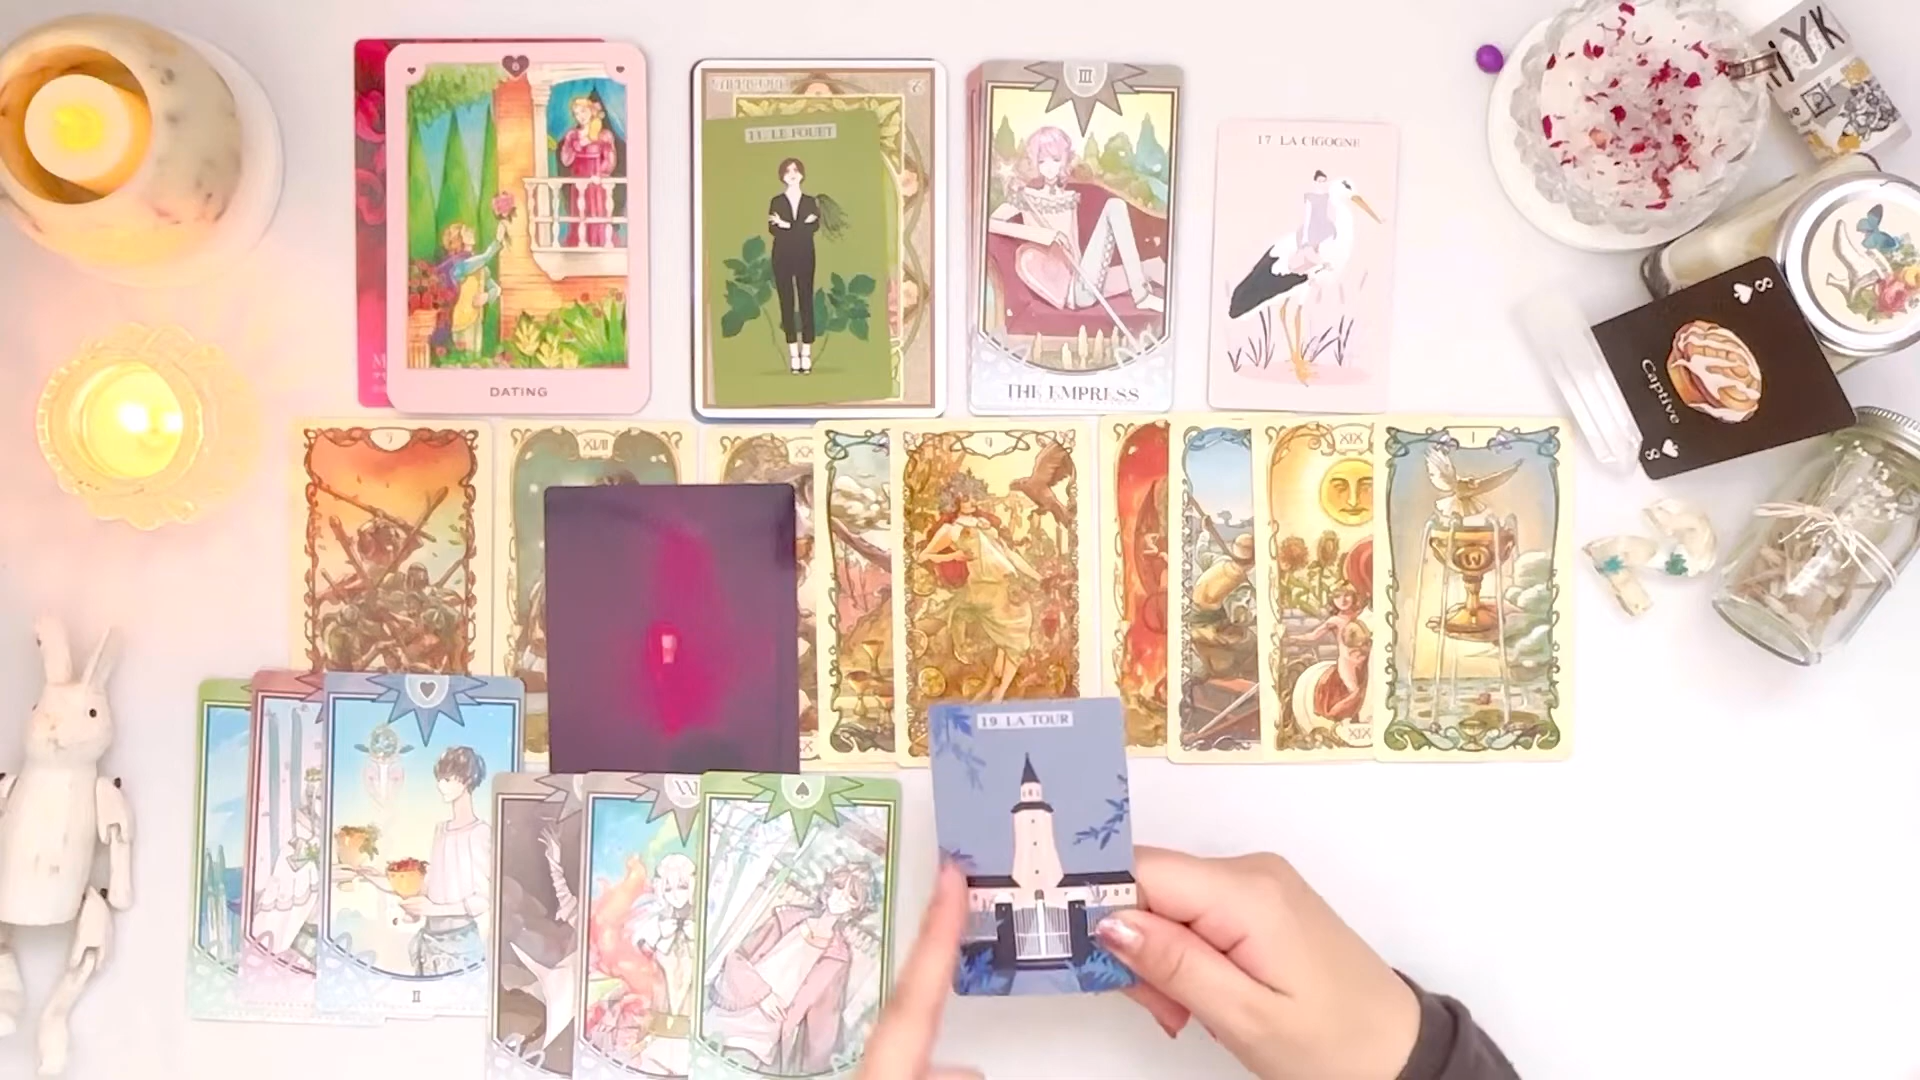 III
11 LE FOUET
17 LA CIGOGNE
DATING
THE EMPRESS
8
Captive
8
9
XIX
I
19 LA TOUR
XIX
II